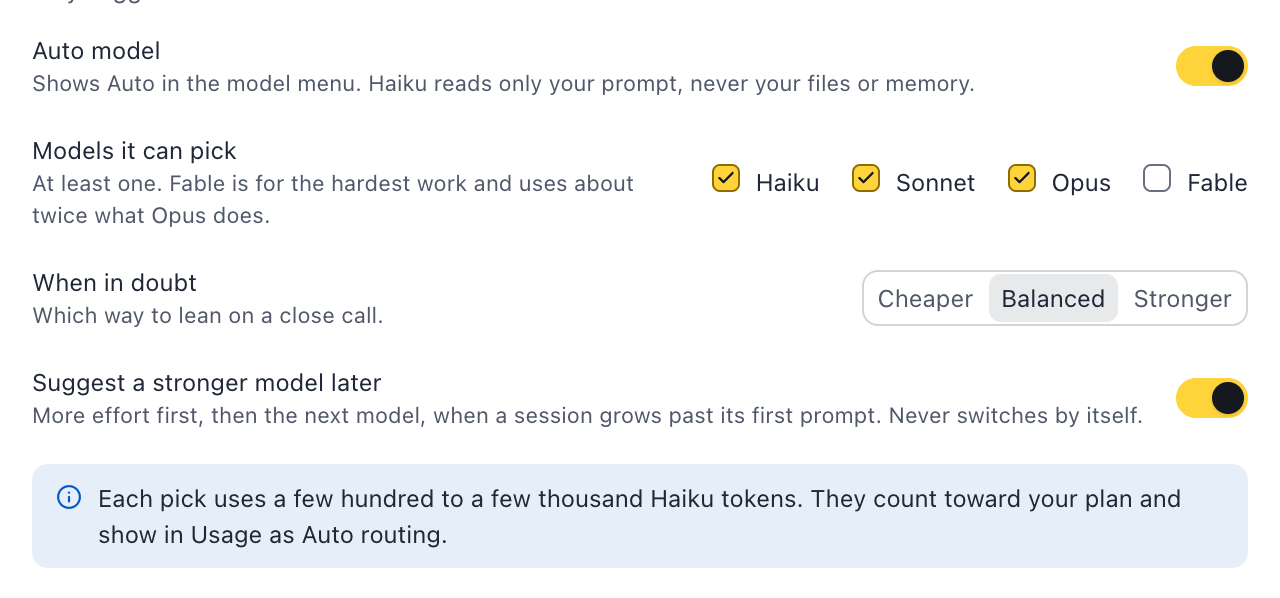 Auto model
Shows Auto in the model menu. Haiku reads only your prompt, never your files or memory.
Models it can pick
At least one. Fable is for the hardest work and uses about
twice what Opus does.
Haiku
Sonnet
Opus
Fable
When in doubt
Which way to lean on a close call.
Cheaper
Balanced
Stronger
Suggest a stronger model later
More effort first, then the next model, when a session grows past its first prompt. Never switches by itself.
Each pick uses a few hundred to a few thousand Haiku tokens. They count toward your plan and
show in Usage as Auto routing.